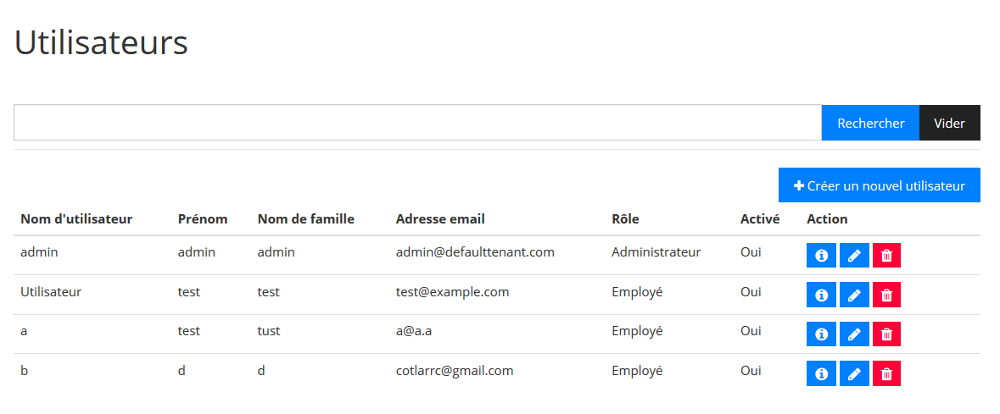 Utilisateurs
Rechercher Vider
Créer un nouvel utilisateur
Nom d'utilisateur Prénom Nom de famille Adresse email Rôle Activé Action
admin admin admin admin@defaulttenant.com Administrateur Oui
Utilisateur test test test@example.com Employé Oui
a test tust a@a.a Employé Oui
b d d cotlarrc@gmail.com Employé Oui